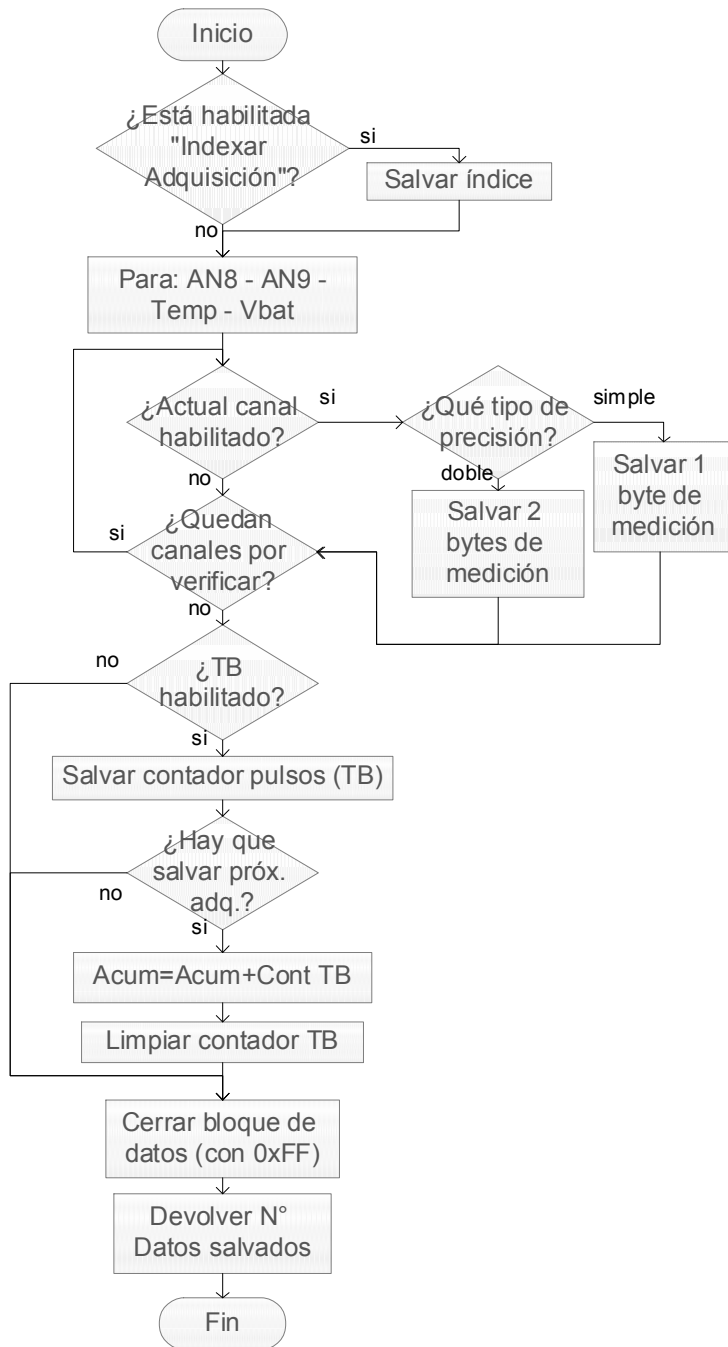 Inicio
¿Está habilitada
"Indexar
Adquisición"?
si
Salvar índice
no
Para: AN8 - AN9 -
Temp - Vbat
¿Actual canal
habilitado?
si
¿Qué tipo de
precisión?
simple
no
doble
Salvar 1
byte de
medición
Salvar 2
bytes de
medición
¿Quedan
canales por
verificar?
si
no
¿TB
habilitado?
no
si
Salvar contador pulsos (TB)
¿Hay que
salvar próx.
adq.?
no
si
Acum=Acum+Cont TB
Limpiar contador TB
Cerrar bloque de
datos (con 0xFF)
Devolver N°
Datos salvados
Fin